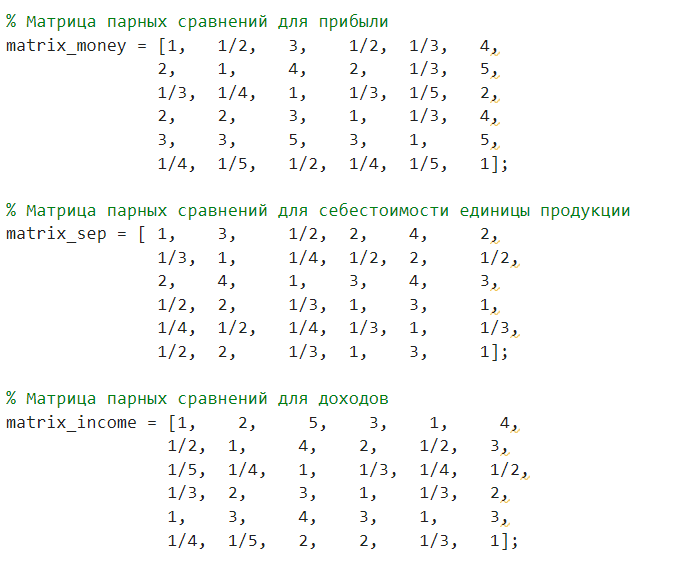 % Матрица парных сравнений для прибыли
matrix_money = [1, 1/2, 3, 1/2, 1/3, 4,
2, 1, 4, 2, 1/3, 5,
1/3, 1/4, 1, 1/3, 1/5, 2,
2, 2, 3, 1, 1/3, 4,
3, 3, 5, 3, 1, 5,
1/4, 1/5, 1/2, 1/4, 1/5, 1];
% Матрица парных сравнений для себестоимости единицы продукции
matrix_sep = [ 1, 3, 1/2, 2, 4, 2,
1/3, 1, 1/4, 1/2, 2, 1/2,
2, 4, 1, 3, 4, 3,
1/2, 2, 1/3, 1, 3, 1,
1/4, 1/2, 1/4, 1/3, 1, 1/3,
1/2, 2, 1/3, 1, 3, 1];
% Матрица парных сравнений для доходов
matrix_income = [1, 2, 5, 3, 1, 4,
1/2, 1, 4, 2, 1/2, 3,
1/5, 1/4, 1, 1/3, 1/4, 1/2,
1/3, 2, 3, 1, 1/3, 2,
1, 3, 4, 3, 1, 3,
1/4, 1/5, 2, 2, 1/3, 1];